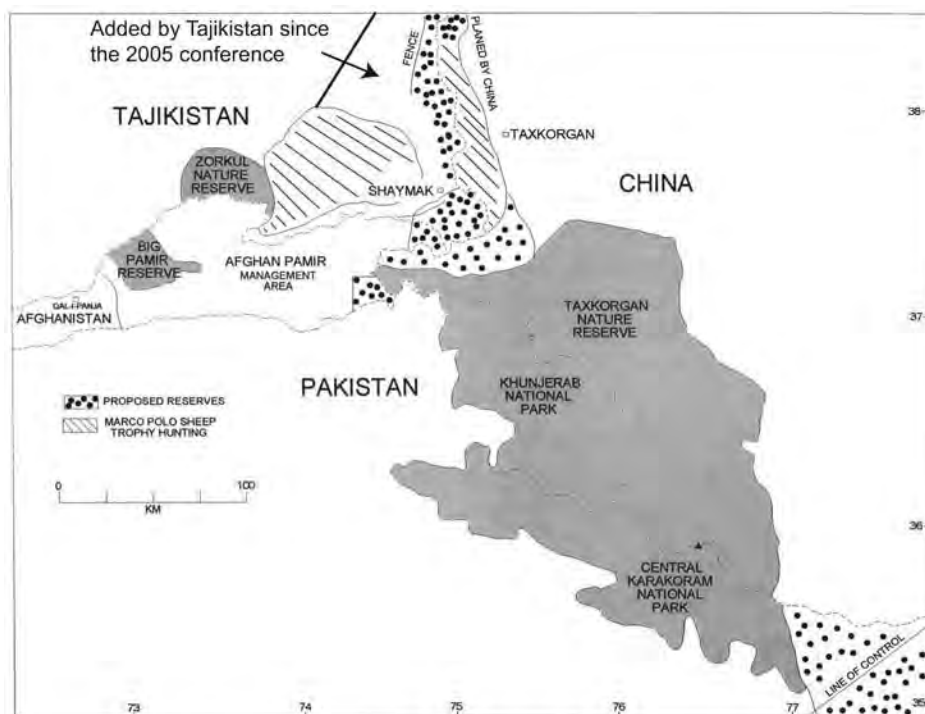 Added by Tajikistan since
the 2005 conference
FENCE
PLANED BY CHINA
38
TAJIKISTAN
TAXKORGAN
ZORKUL
NATURE
RESERVE
SHAYMAK
CHINA
BIG
PAMIR
RESERVE
AFGHAN PAMIR
MANAGEMENT
AREA
QAL-I-PANJA
AFGHANISTAN
TAXKORGAN
NATURE
RESERVE
37
PAKISTAN
KHUNJERAB
NATIONAL
PARK
PROPOSED RESERVES
MARCO POLO SHEEP
TROPHY HUNTING
0 100
KM
36
CENTRAL
KARAKORAM
NATIONAL
PARK
LINE OF CONTROL
73 74 75 76 77 35